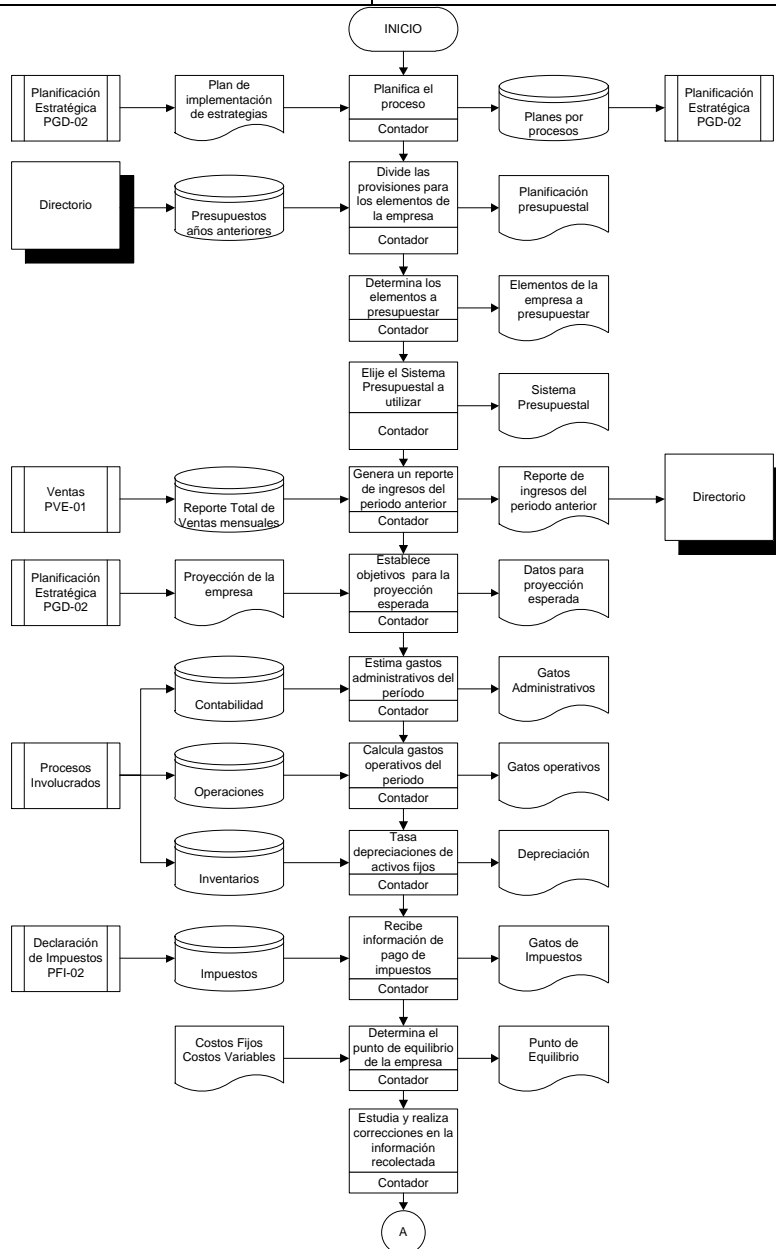 INICIO
Planificación
Estratégica
PGD-02
Plan de
implementación
de estrategias
Planifica el
proceso
Contador
Planes por
procesos
Planificación
Estratégica
PGD-02
Directorio
Presupuestos
años anteriores
Divide las
provisiones para
los elementos de
la empresa
Contador
Planificación
presupuestal
Determina los
elementos a
presupuestar
Contador
Elementos de la
empresa a
presupuestar
Elije el Sistema
Presupuestal a
utilizar
Contador
Sistema
Presupuestal
Ventas
PVE-01
Reporte Total de
Ventas mensuales
Genera un reporte
de ingresos del
periodo anterior
Contador
Reporte de
ingresos del
periodo anterior
Directorio
Planificación
Estratégica
PGD-02
Proyección de la
empresa
Establece
objetivos para la
proyección
esperada
Contador
Datos para
proyección
esperada
Contabilidad
Estima gastos
administrativos del
período
Contador
Gatos
Administrativos
Procesos
Involucrados
Operaciones
Calcula gastos
operativos del
periodo
Contador
Gatos operativos
Inventarios
Tasa
depreciaciones de
activos fijos
Contador
Depreciación
Declaración
de Impuestos
PFI-02
Impuestos
Recibe
información de
pago de
impuestos
Contador
Gatos de
Impuestos
Costos Fijos
Costos Variables
Determina el
punto de equilibrio
de la empresa
Contador
Punto de
Equilibrio
Estudia y realiza
correcciones en la
información
recolectada
Contador
A